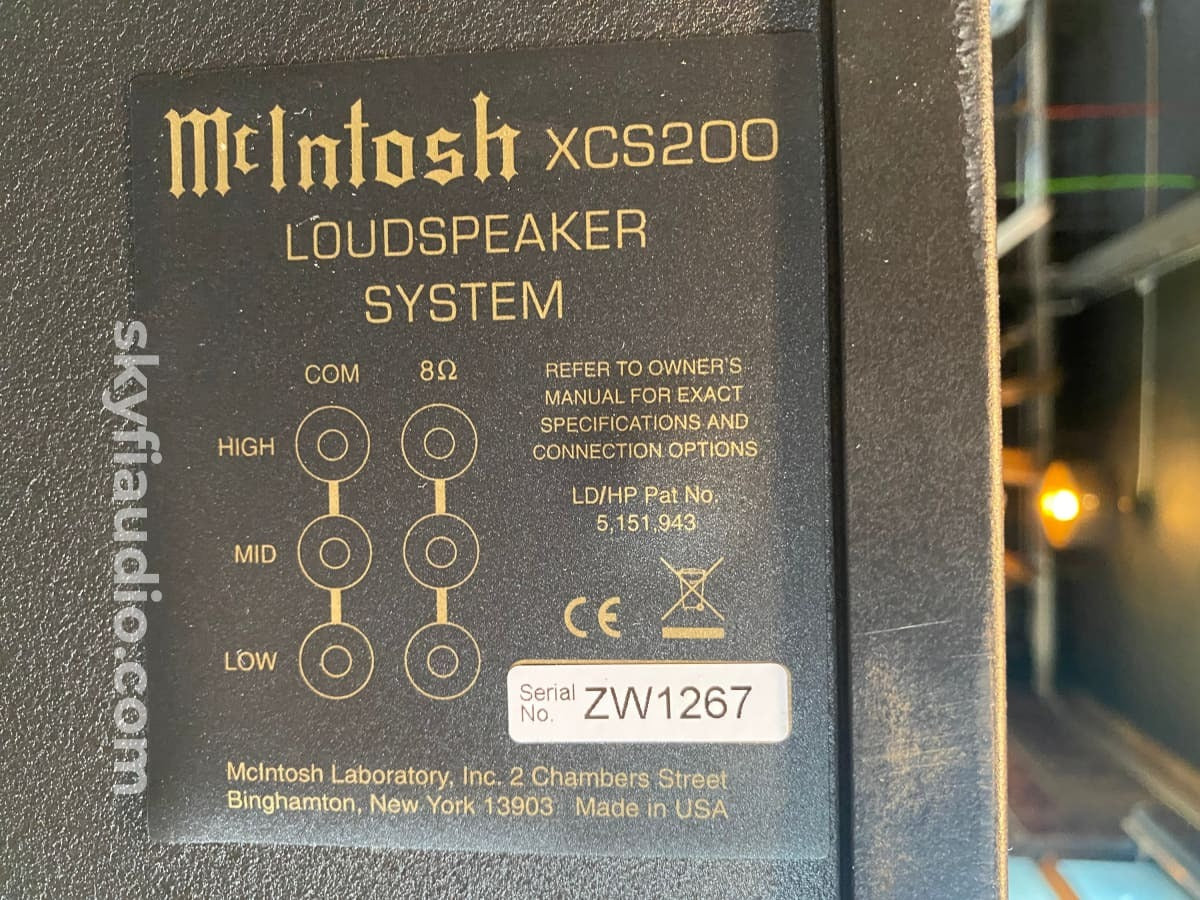 McIntosh XCS200
LOUDSPEAKER
SYSTEM
COM 8Ω
HIGH
MID
LOW
REFER TO OWNER'S
MANUAL FOR EXACT
SPECIFICATIONS AND
CONNECTION OPTIONS
LD/HP Pat No.
5,151,943
CE
Serial
No. ZW1267
McIntosh Laboratory, Inc. 2 Chambers Street
Binghamton, New York 13903 Made in USA
skyfiaudio.com